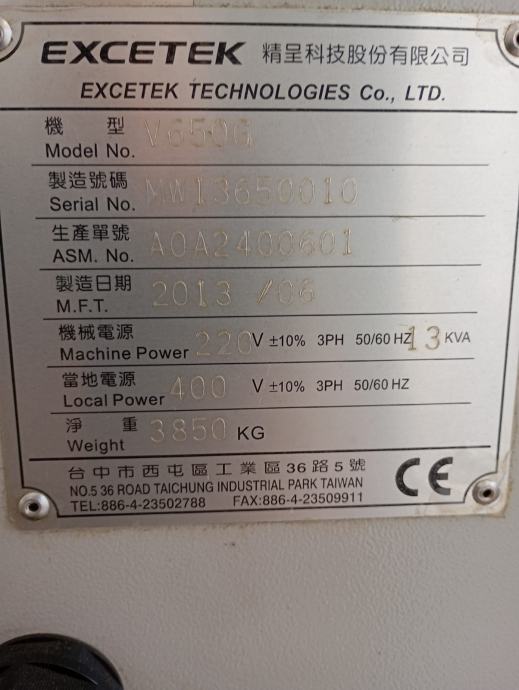 EXCETEK 精呈科技股份有限公司
EXCETEK TECHNOLOGIES Co., LTD.
機 型
Model No. V650G
製造號碼
Serial No. MW13650010
生產單號
ASM. No. A0A2400601
製造日期
M.F.T. 2013 /06
機械電源
Machine Power 220 V ±10% 3PH 50/60 HZ 13 KVA
當地電源
Local Power 400 V ±10% 3PH 50/60 HZ
淨 重
Weight 3850 KG
台中市西屯區工業區36路5號
NO.5 36 ROAD TAICHUNG INDUSTRIAL PARK TAIWAN
TEL:886-4-23502788 FAX:886-4-23509911
CE